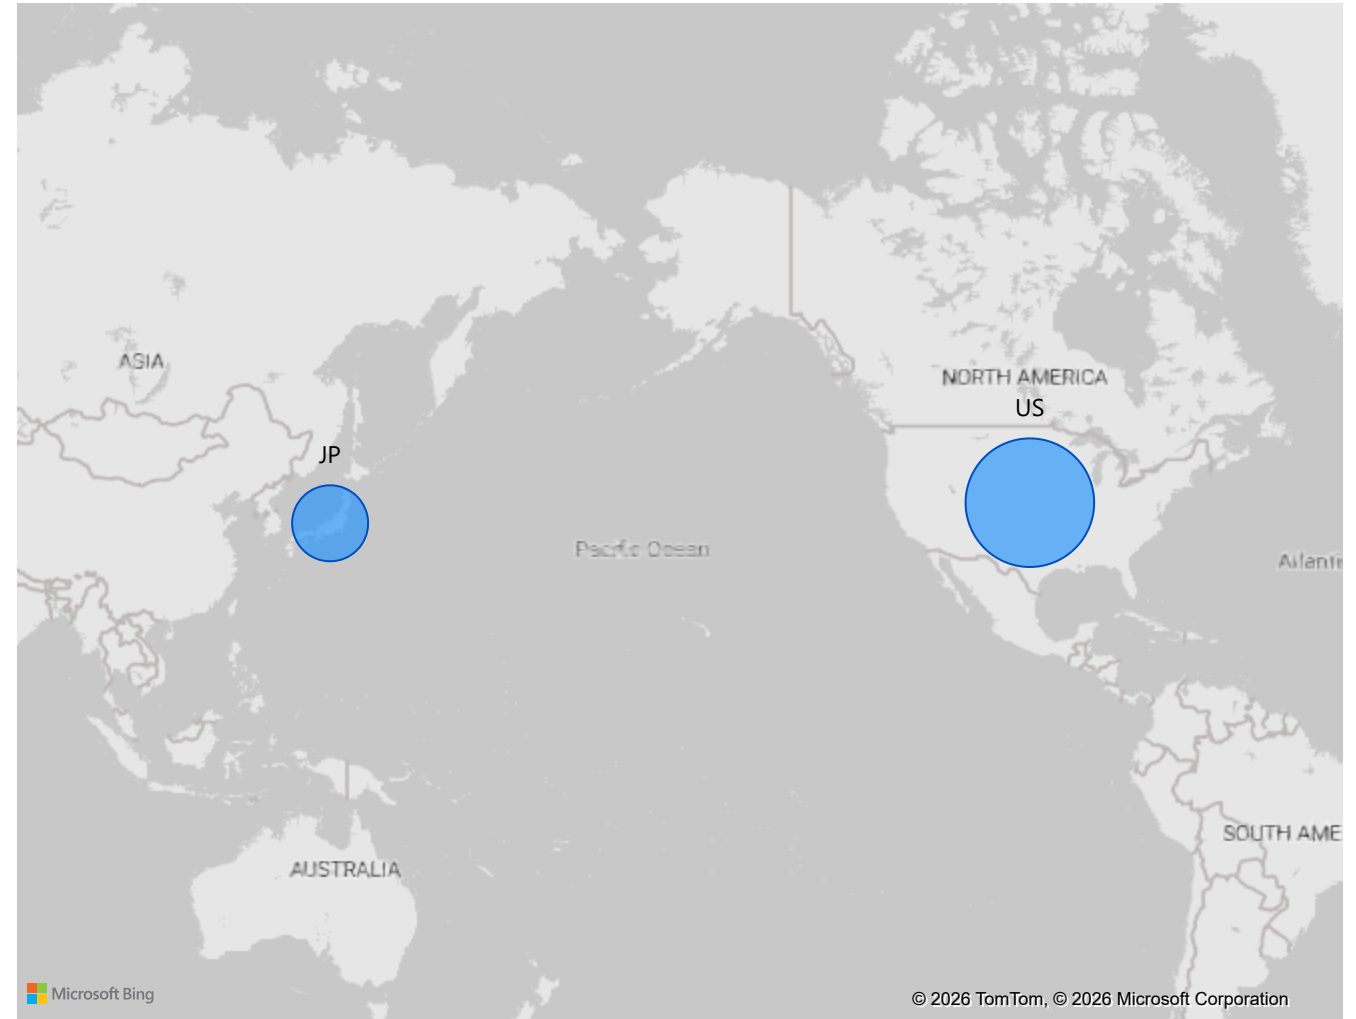 ASIA
NORTH AMERICA
US
JP
Pacific Ocean
Atlanti
SOUTH AME
AUSTRALIA
Microsoft Bing
© 2026 TomTom, © 2026 Microsoft Corporation